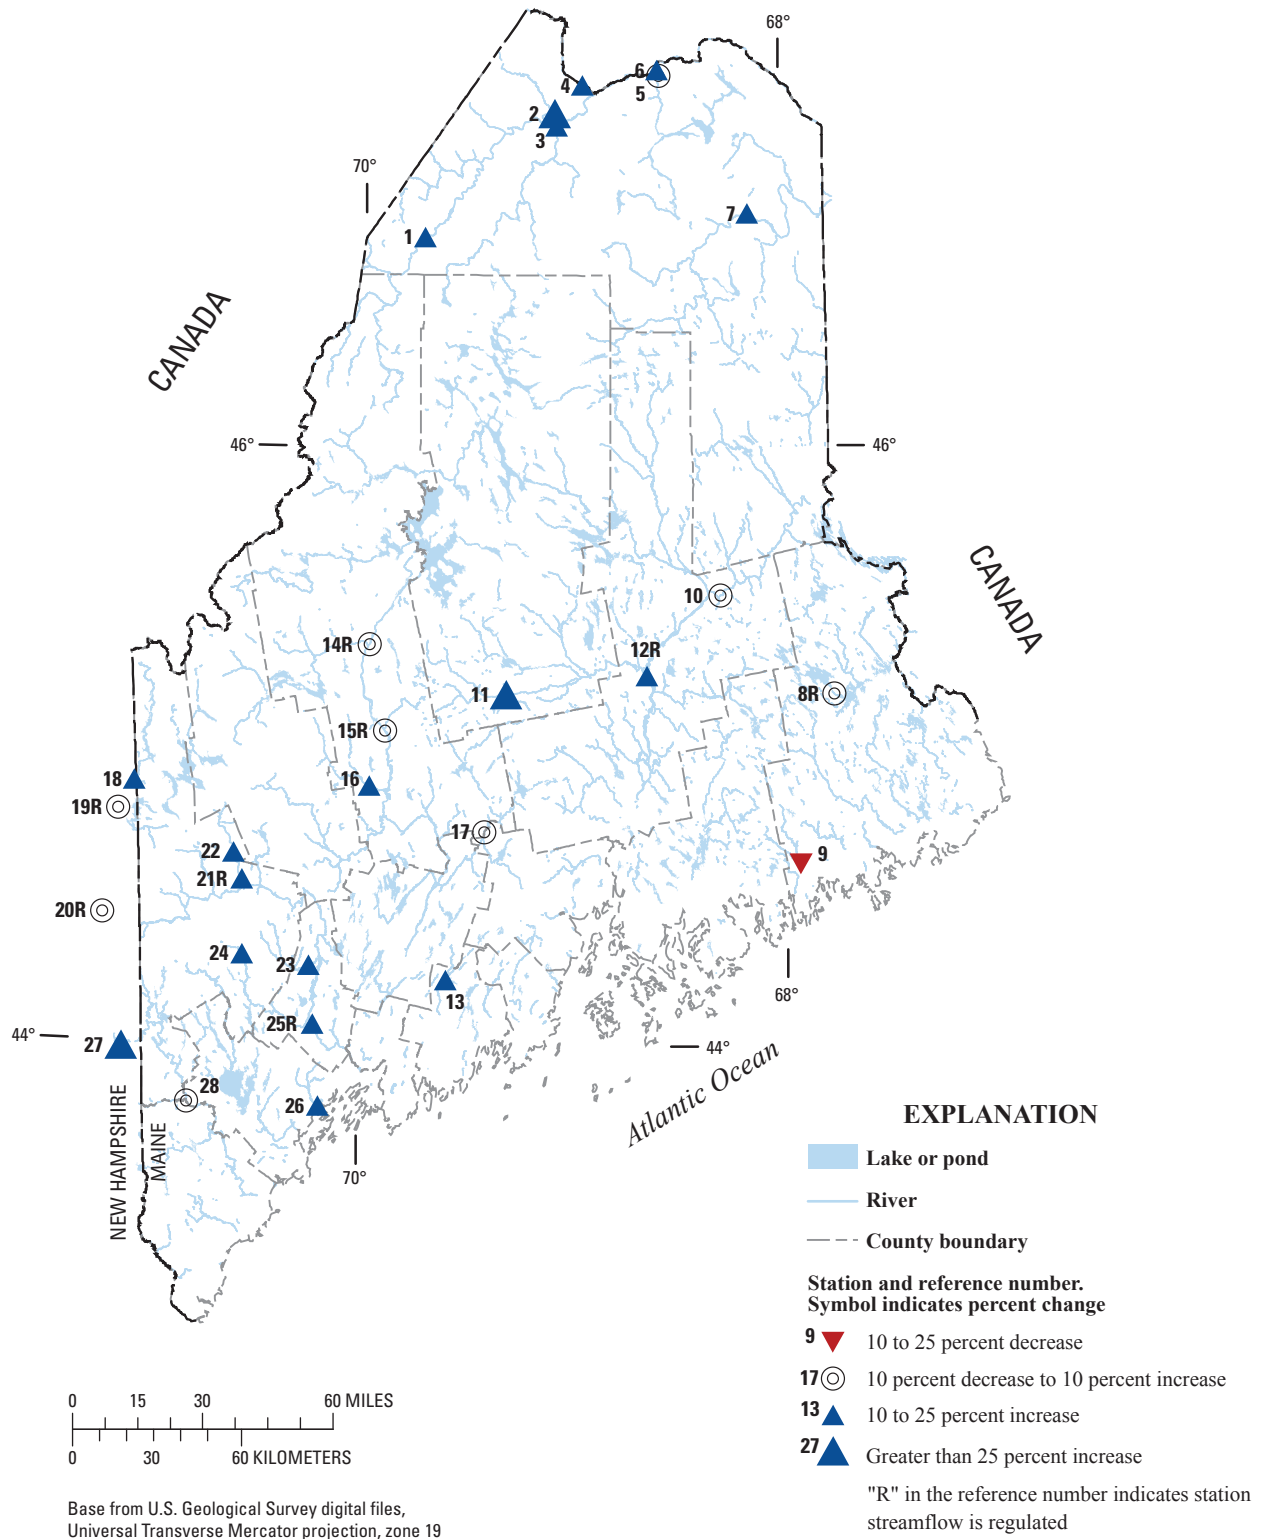 68°
6
4
5
2
3
70°
7
1
CANADA
46°
46°
CANADA
10
14R
12R
11
8R
15R
18
16
19R
17
22
9
21R
20R
24
23
13
68°
25R
44°
27
44°
28
26
Atlantic Ocean
NEW HAMPSHIRE
MAINE
70°
EXPLANATION
Lake or pond
River
County boundary
Station and reference number.
Symbol indicates percent change
9 10 to 25 percent decrease
17 10 percent decrease to 10 percent increase
13 10 to 25 percent increase
27 Greater than 25 percent increase
"R" in the reference number indicates station
streamflow is regulated
0 15 30 60 MILES
0 30 60 KILOMETERS
Base from U.S. Geological Survey digital files,
Universal Transverse Mercator projection, zone 19